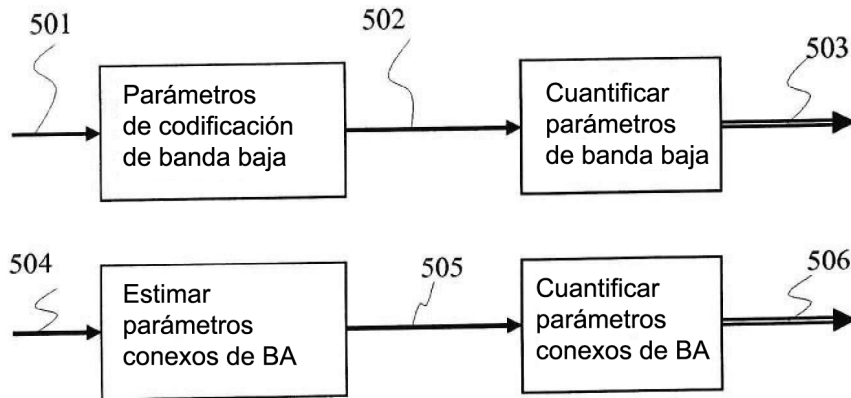 501
502
503
Parámetros
de codificación
de banda baja
Cuantificar
parámetros
de banda baja
504
505
506
Estimar
parámetros
conexos de BA
Cuantificar
parámetros
conexos de BA